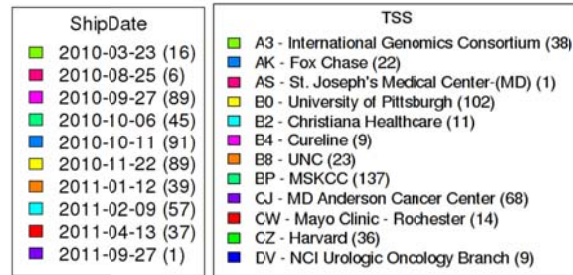 ShipDate
2010-03-23 (16)
2010-08-25 (6)
2010-09-27 (89)
2010-10-06 (45)
2010-10-11 (91)
2010-11-22 (89)
2011-01-12 (39)
2011-02-09 (57)
2011-04-13 (37)
2011-09-27 (1)
TSS
A3 - International Genomics Consortium (38)
AK - Fox Chase (22)
AS - St. Joseph's Medical Center-(MD) (1)
B0 - University of Pittsburgh (102)
B2 - Christiana Healthcare (11)
B4 - Cureline (9)
B8 - UNC (23)
BP - MSKCC (137)
CJ - MD Anderson Cancer Center (68)
CW - Mayo Clinic - Rochester (14)
CZ - Harvard (36)
DV - NCI Urologic Oncology Branch (9)